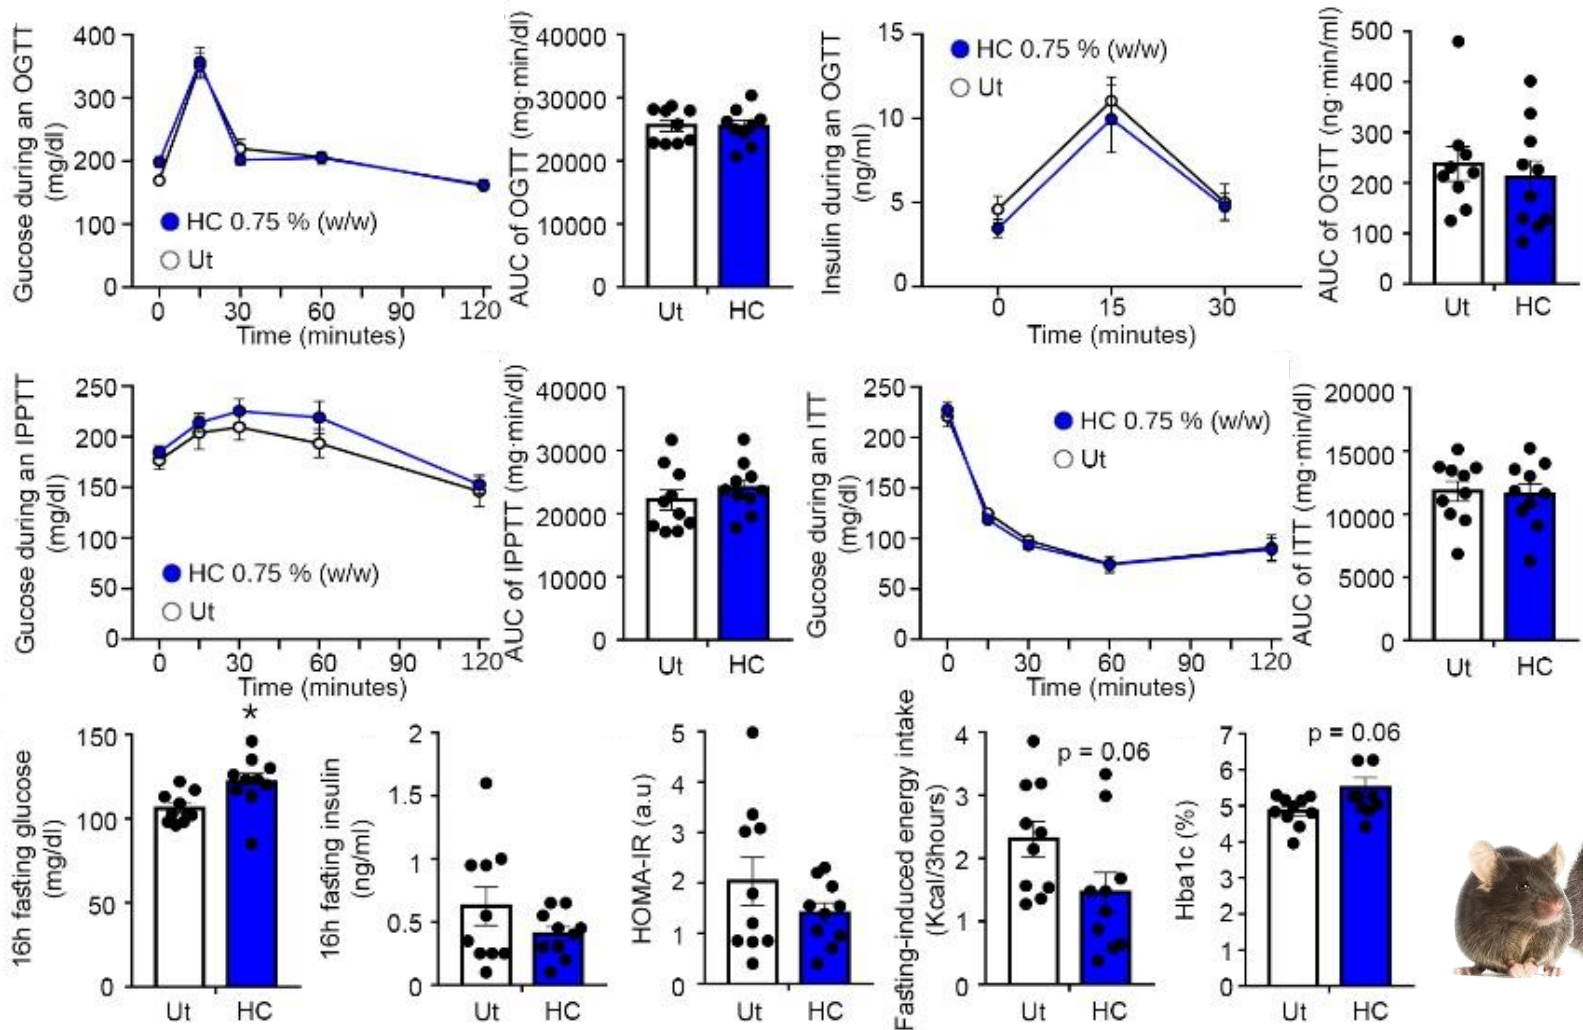 Gucose during an OGTT
(mg/dl)
400
300
200
100
0
HC 0.75 % (w/w)
Ut
0
30
60
90
120
Time (minutes)
AUC of OGTT (mg·min/dl)
40000
30000
20000
10000
0
Ut
HC
Insulin during an OGTT
(ng/ml)
15
10
5
0
HC 0.75 % (w/w)
Ut
0
15
30
Time (minutes)
AUC of OGTT (ng·min/ml)
500
400
300
200
100
0
Ut
HC
Gucose during an IPPTT
(mg/dl)
250
200
150
100
50
0
HC 0.75 % (w/w)
Ut
0
30
60
90
120
Time (minutes)
AUC of IPPTT (mg·min/dl)
40000
30000
20000
10000
0
Ut
HC
Glucose during an ITT
(mg/dl)
250
200
150
100
50
0
HC 0.75 % (w/w)
Ut
0
30
60
90
120
Time (minutes)
AUC of ITT (mg·min/dl)
20000
15000
10000
5000
0
Ut
HC
16h fasting glucose
(mg/dl)
150
100
50
0
*
Ut
HC
16h fasting insulin
(ng/ml)
2
1.5
1
0.5
0
Ut
HC
HOMA-IR (a.u)
5
4
3
2
1
0
Ut
HC
Fasting-induced energy intake
(Kcal/3hours)
4
3
2
1
0
p = 0.06
Ut
HC
Hba1c (%)
7
6
5
4
3
2
1
0
p = 0.06
Ut
HC